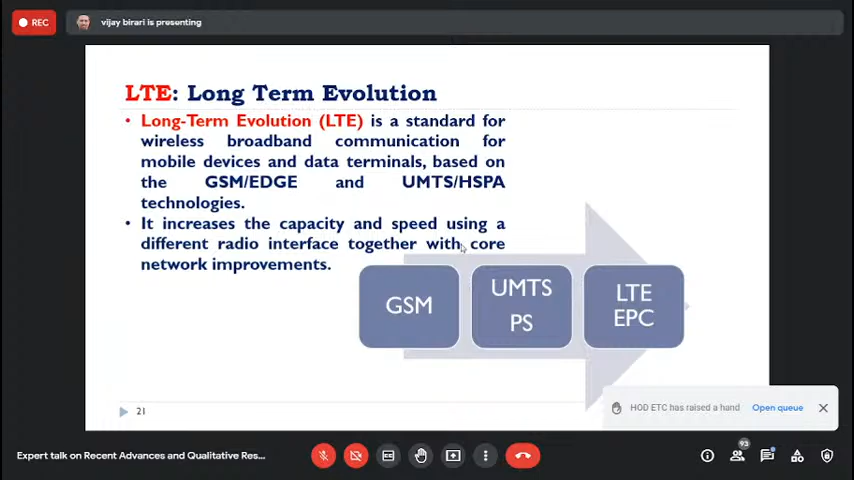 REC
vijay birari is presenting
LTE: Long Term Evolution
• Long-Term Evolution (LTE) is a standard for
wireless broadband communication for
mobile devices and data terminals, based on
the GSM/EDGE and UMTS/HSPA
technologies.
• It increases the capacity and speed using a
different radio interface together with core
network improvements.
GSM
UMTS
PS
LTE
EPC
21
HOD ETC has raised a hand
Open queue
93
Expert talk on Recent Advances and Qualitative Res...